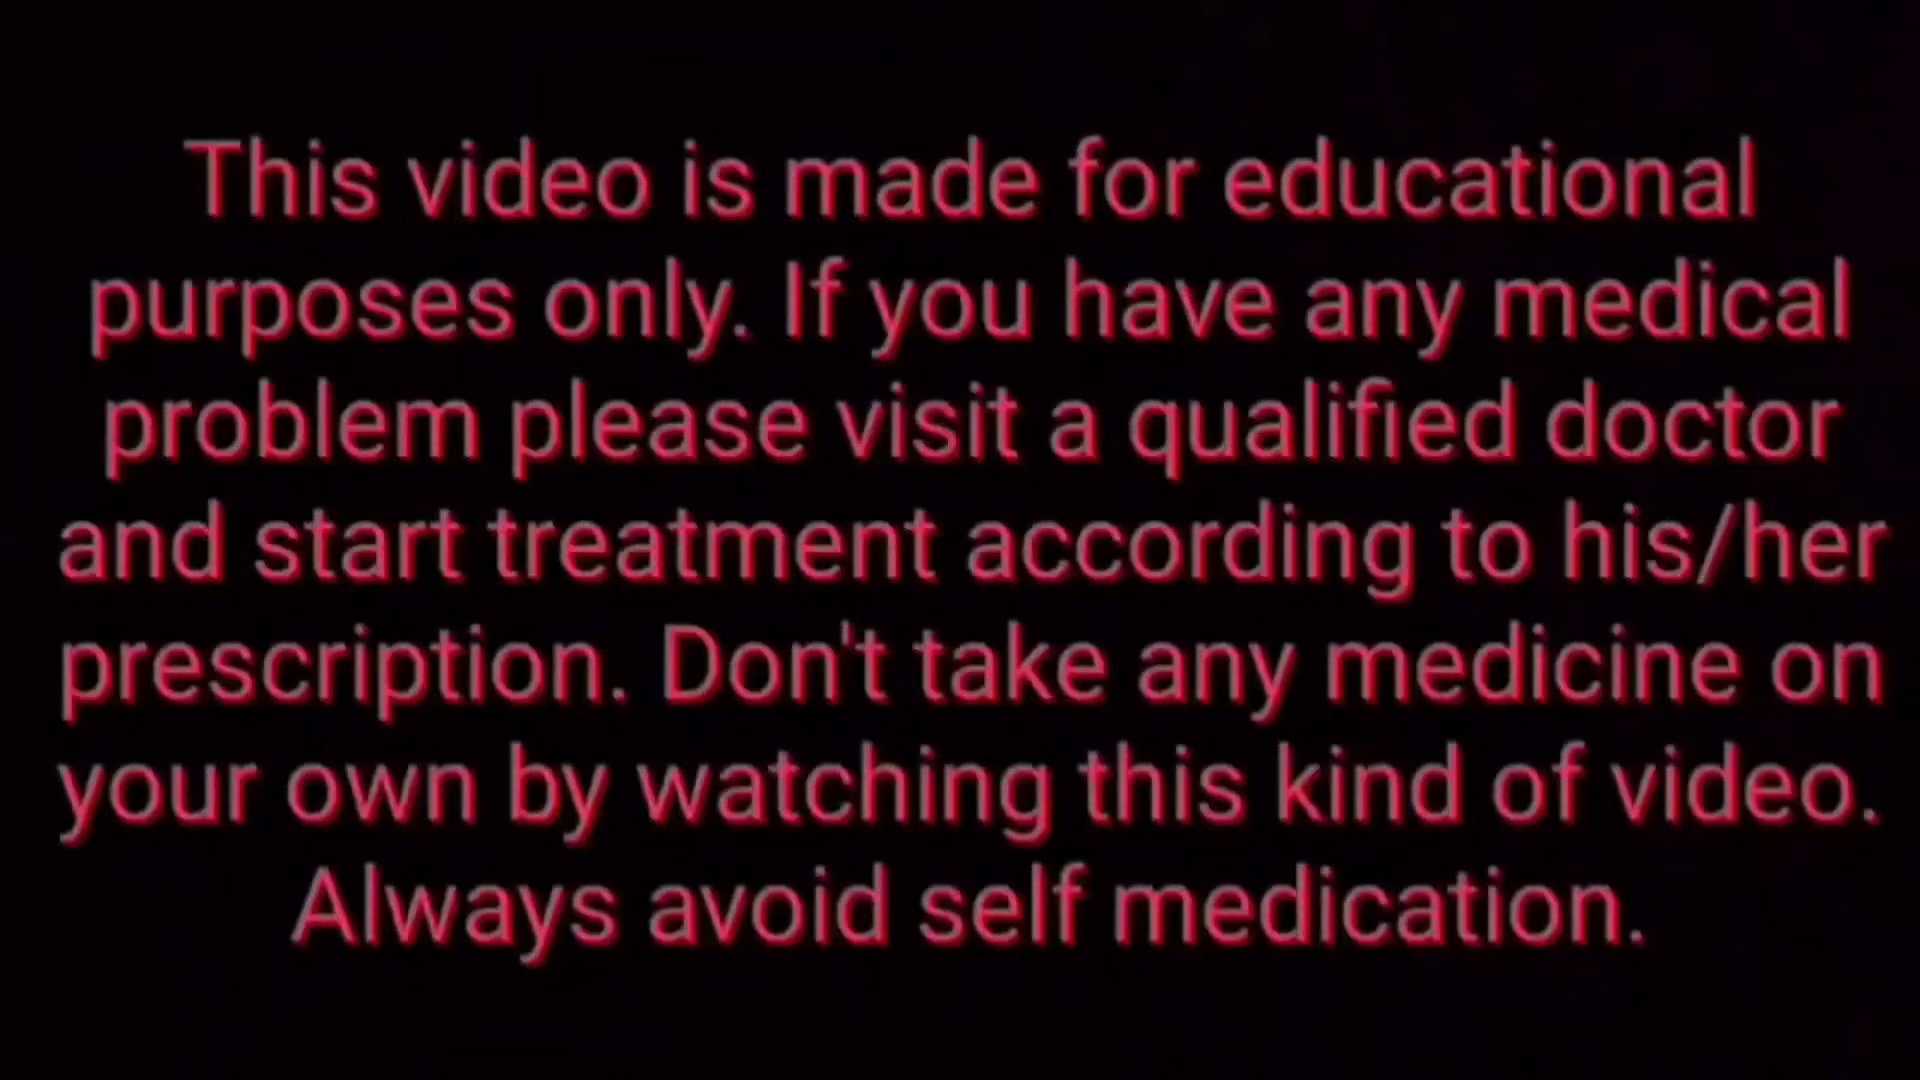 This video is made for educational
purposes only. If you have any medical
problem please visit a qualified doctor
and start treatment according to his/her
prescription. Don't take any medicine on
your own by watching this kind of video.
Always avoid self medication.